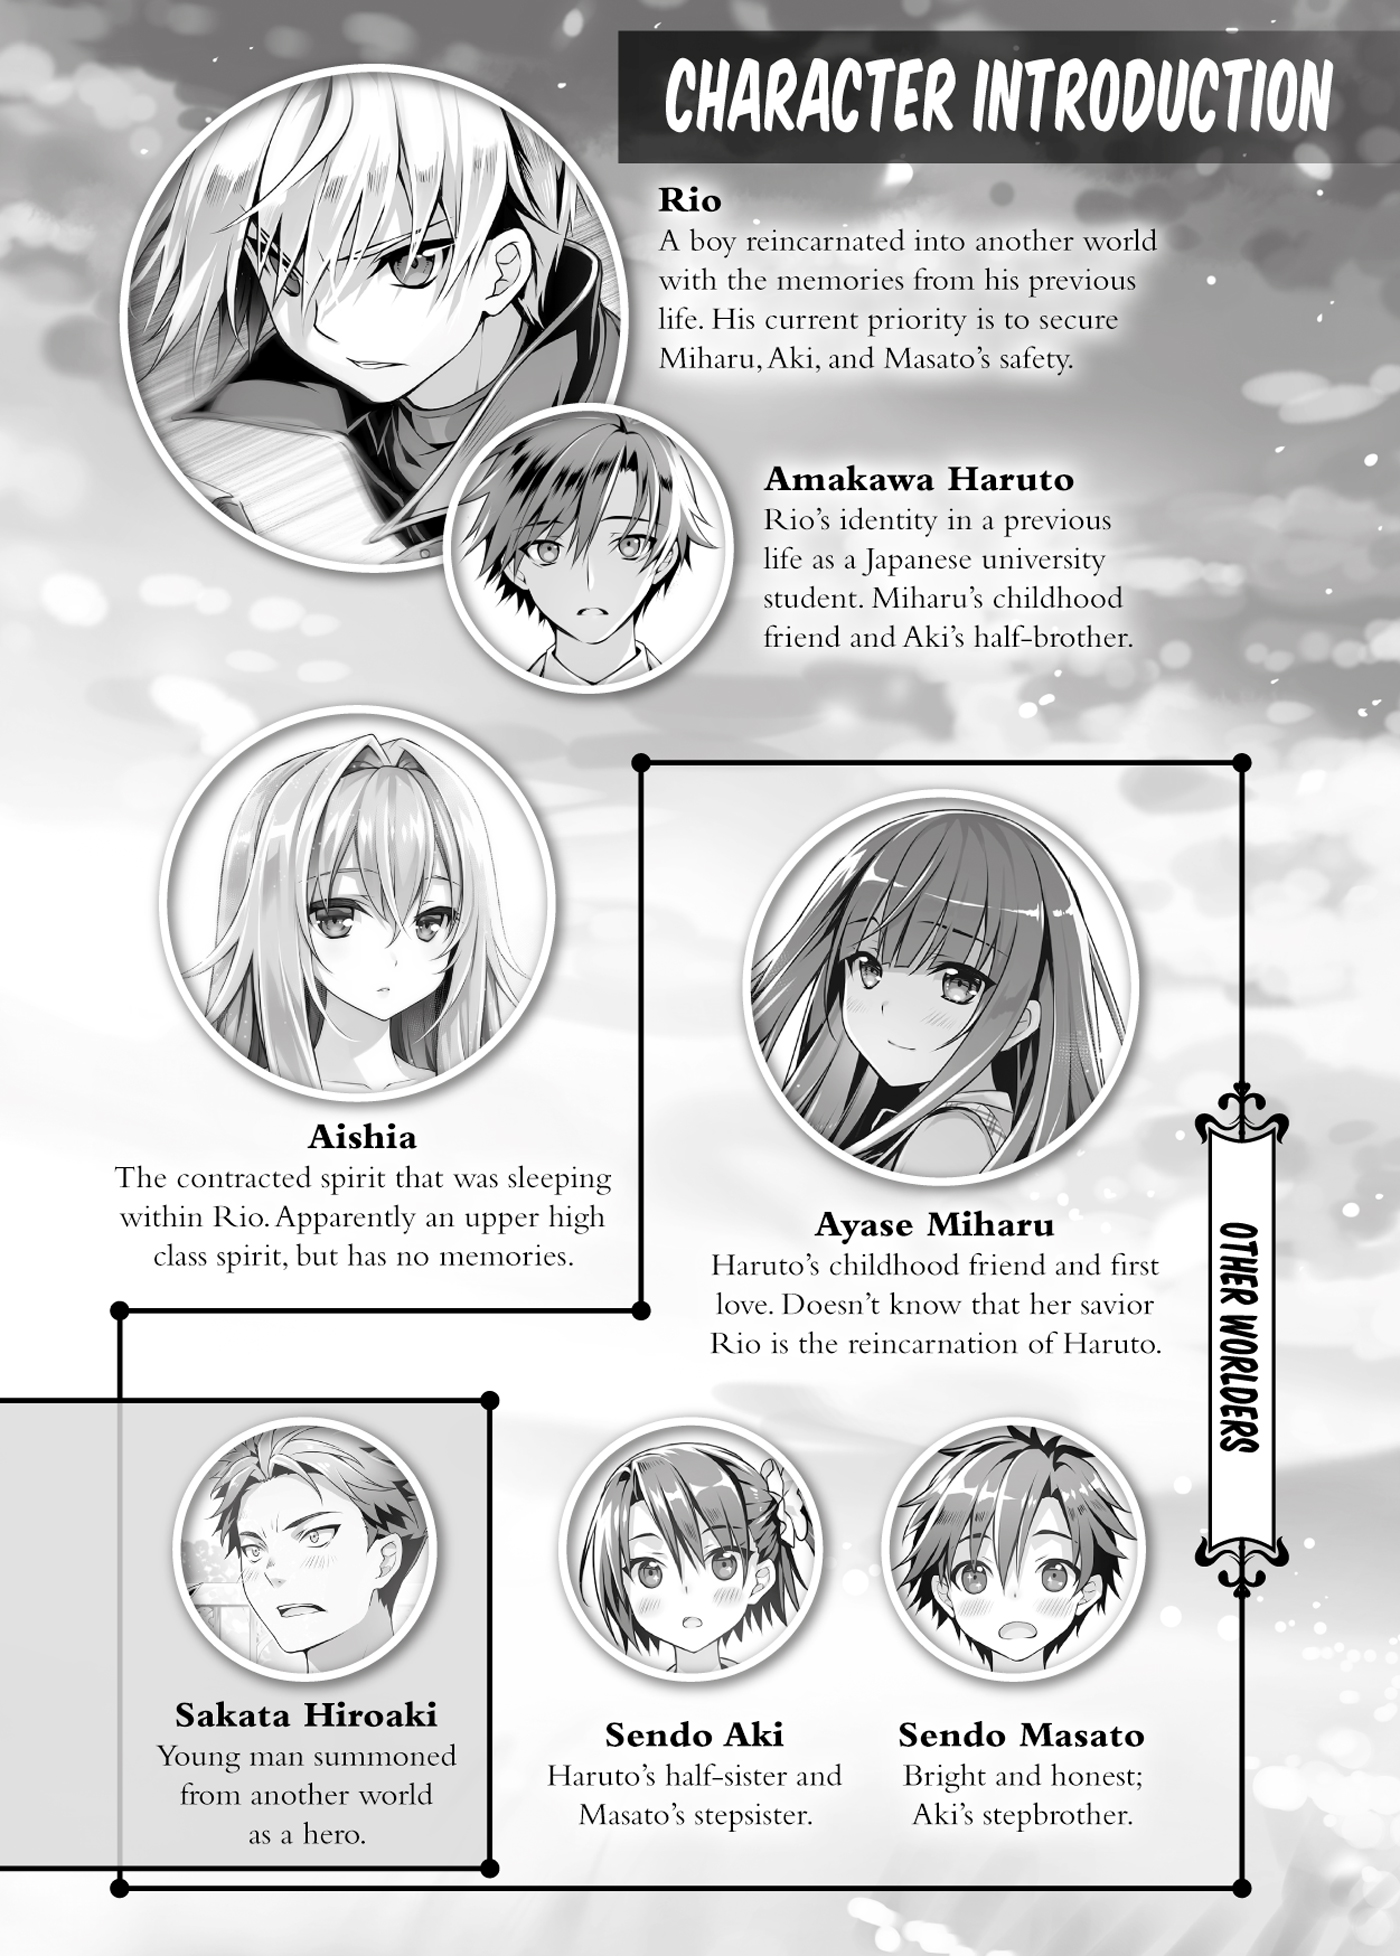 CHARACTER INTRODUCTION
Rio
A boy reincarnated into another world
with the memories from his previous
life. His current priority is to secure
Miharu, Aki, and Masato's safety.
Amakawa Haruto
Rio's identity in a previous
life as a Japanese university
student. Miharu's childhood
friend and Aki's half-brother.
Aishia
The contracted spirit that was sleeping
within Rio. Apparently an upper high
class spirit, but has no memories.
Ayase Miharu
Haruto's childhood friend and first
love. Doesn't know that her savior
Rio is the reincarnation of Haruto.
OTHER WORLDERS
Sakata Hiroaki
Young man summoned
from another world
as a hero.
Sendo Aki
Haruto's half-sister and
Masato's stepsister.
Sendo Masato
Bright and honest;
Aki's stepbrother.